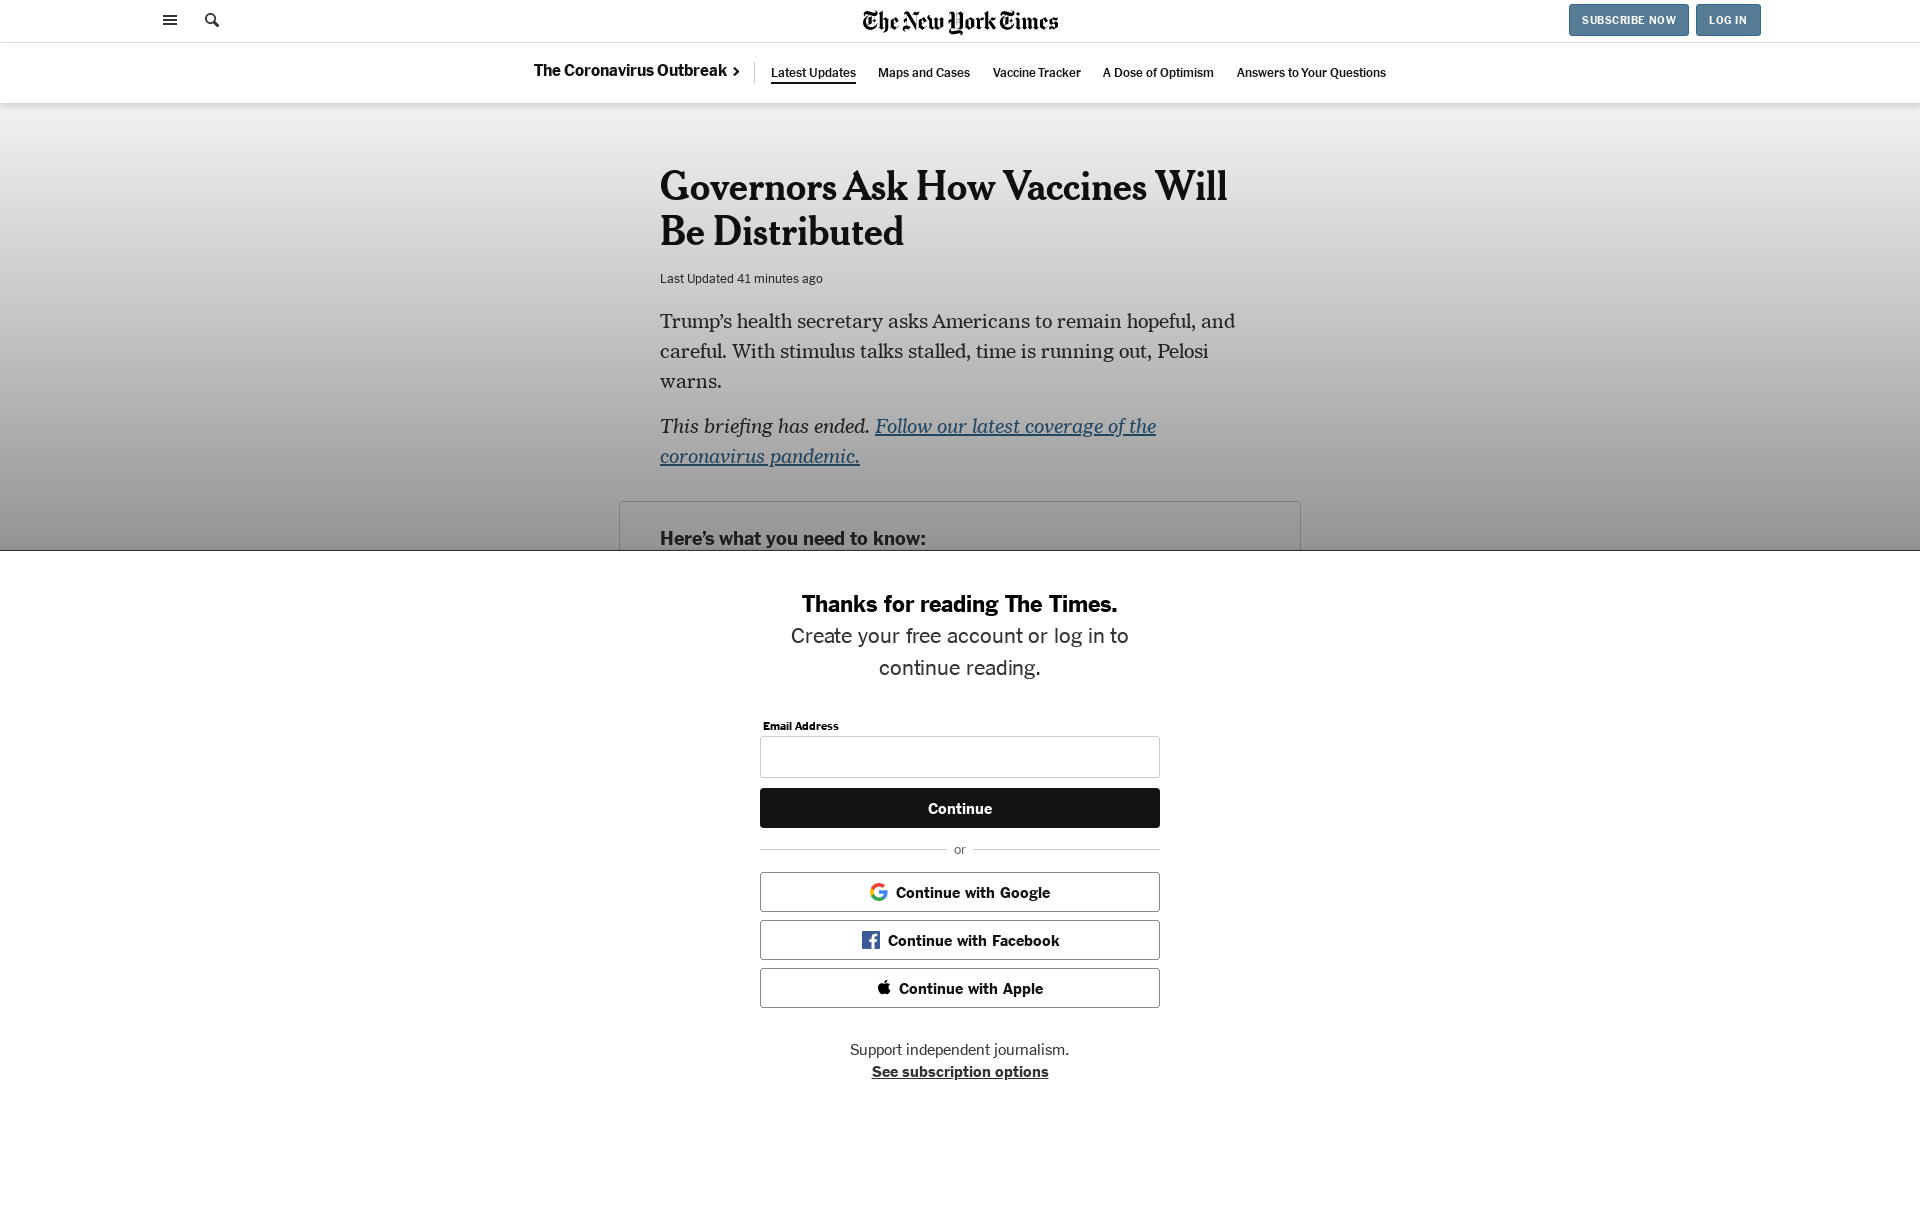 The New York Times
SUBSCRIBE NOW
LOG IN
The Coronavirus Outbreak
Latest Updates
Maps and Cases
Vaccine Tracker
A Dose of Optimism
Answers to Your Questions
Governors Ask How Vaccines Will
Be Distributed
Last Updated 41 minutes ago
Trump’s health secretary asks Americans to remain hopeful, and
careful. With stimulus talks stalled, time is running out, Pelosi
warns.
This briefing has ended. Follow our latest coverage of the
coronavirus pandemic.
Here’s what you need to know:
Thanks for reading The Times.
Create your free account or log in to
continue reading.
Email Address
Continue
or
Continue with Google
Continue with Facebook
Continue with Apple
Support independent journalism.
See subscription options